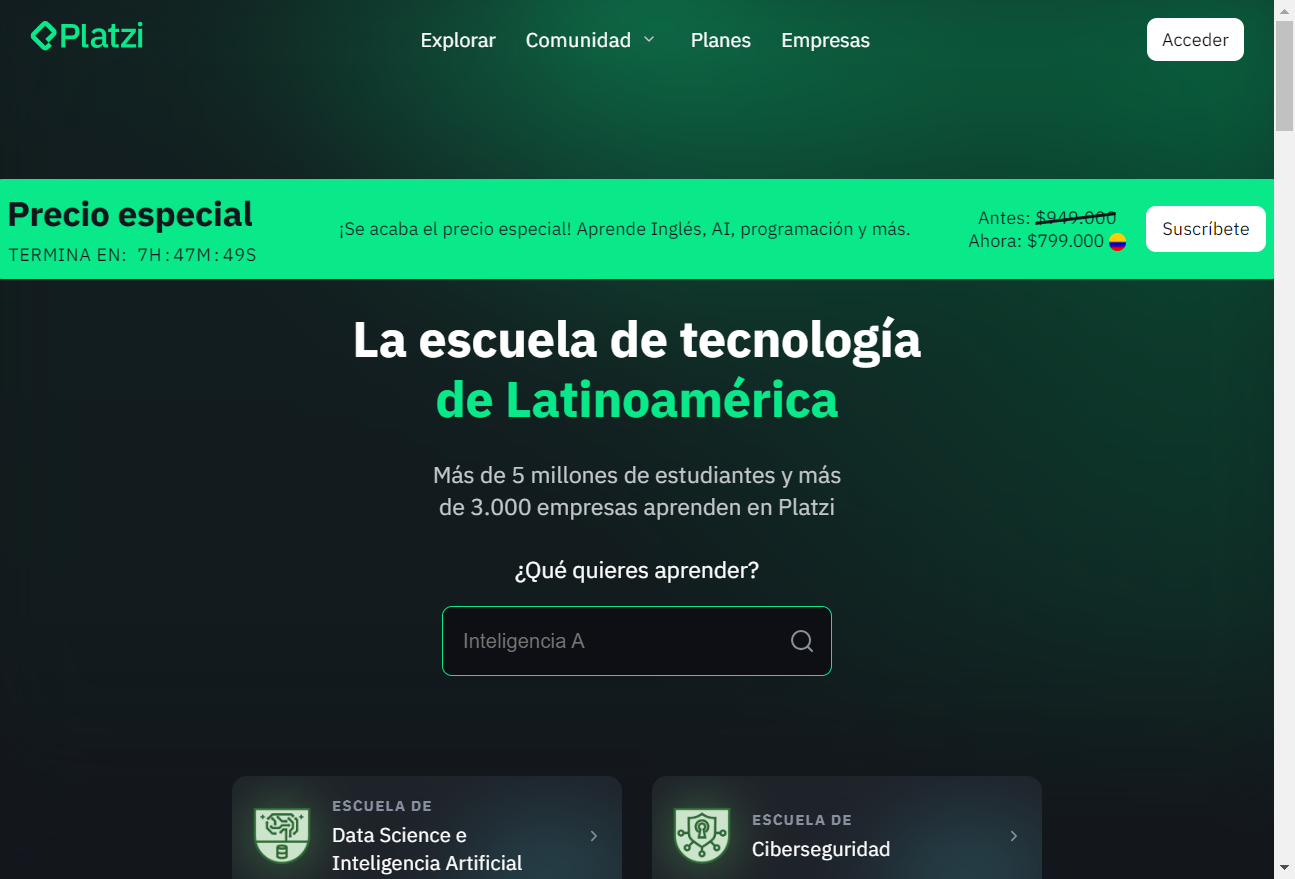 Platzi
Explorar
Comunidad
Planes
Empresas
Acceder
Precio especial
TERMINA EN: 7H:47M:49S
¡Se acaba el precio especial! Aprende Inglés, AI, programación y más.
Antes: $949.000
Ahora: $799.000
Suscríbete
La escuela de tecnología
de Latinoamérica
Más de 5 millones de estudiantes y más
de 3.000 empresas aprenden en Platzi
¿Qué quieres aprender?
Inteligencia A
ESCUELA DE
Data Science e
Inteligencia Artificial
ESCUELA DE
Ciberseguridad